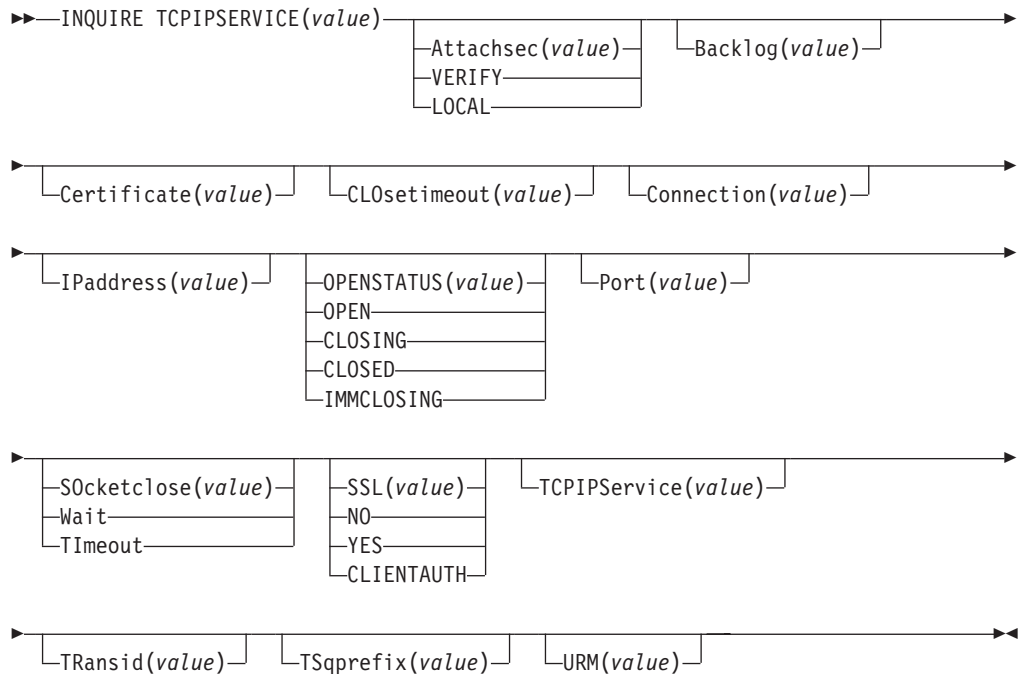 INQUIRE TCPIPSERVICE(value)
Attachsec(value)
VERIFY
LOCAL
Backlog(value)
Certificate(value)
CLOsetimeout(value)
Connection(value)
IPaddress(value)
OPENSTATUS(value)
OPEN
CLOSING
CLOSED
IMMCLOSING
Port(value)
SOcketclose(value)
Wait
TImeout
SSL(value)
NO
YES
CLIENTAUTH
TCPIPService(value)
TRansid(value)
TSqprefix(value)
URM(value)